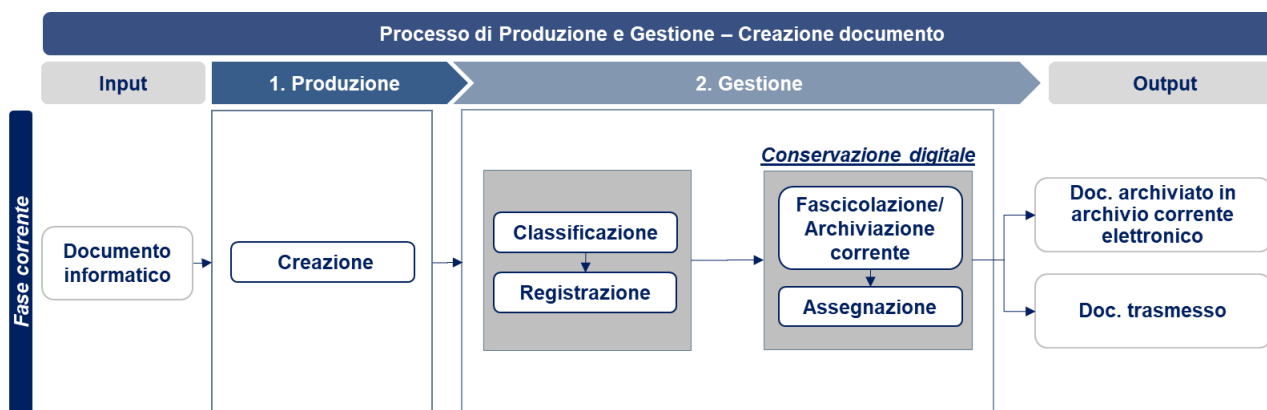 Processo di Produzione e Gestione – Creazione documento
Input
1. Produzione
2. Gestione
Output
Fase corrente
Documento
informatico
Creazione
Classificazione
Registrazione
Conservazione digitale
Fascicolazione/
Archiviazione
corrente
Assegnazione
Doc. archiviato in
archivio corrente
elettronico
Doc. trasmesso